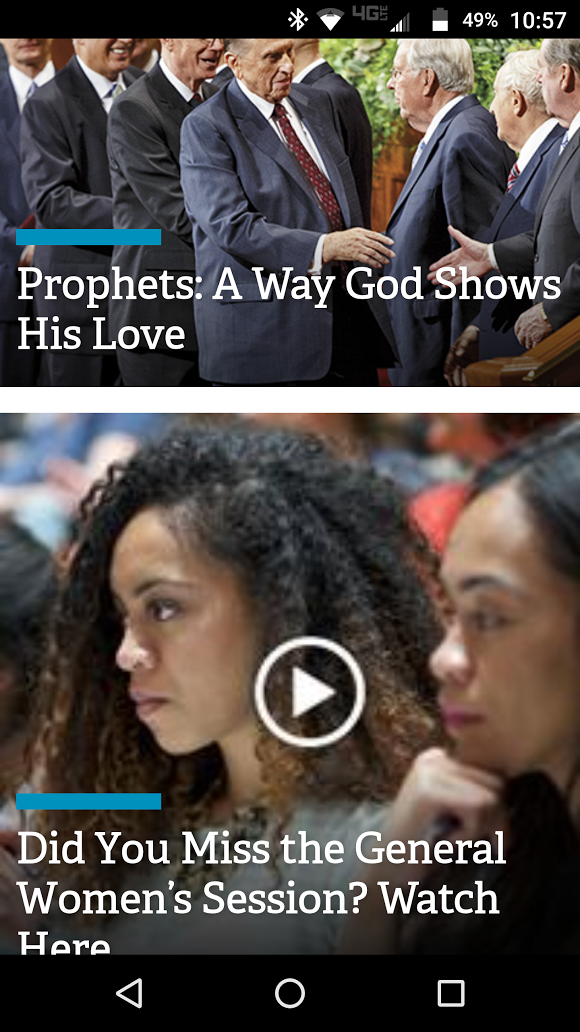 4G LTE 49% 10:57
Prophets: A Way God Shows
His Love
Did You Miss the General
Women’s Session? Watch
Here